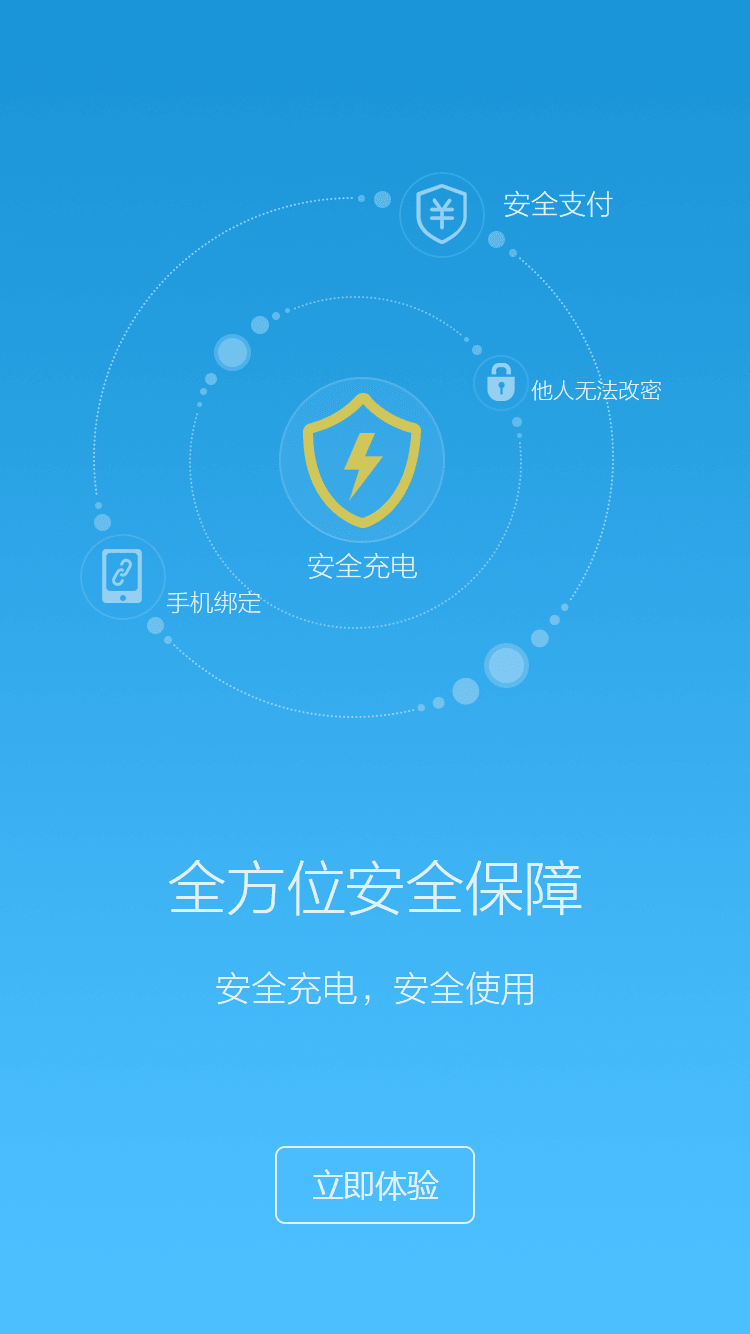 安全支付
他人无法改密
安全充电
手机绑定
全方位安全保障
安全充电，安全使用
立即体验